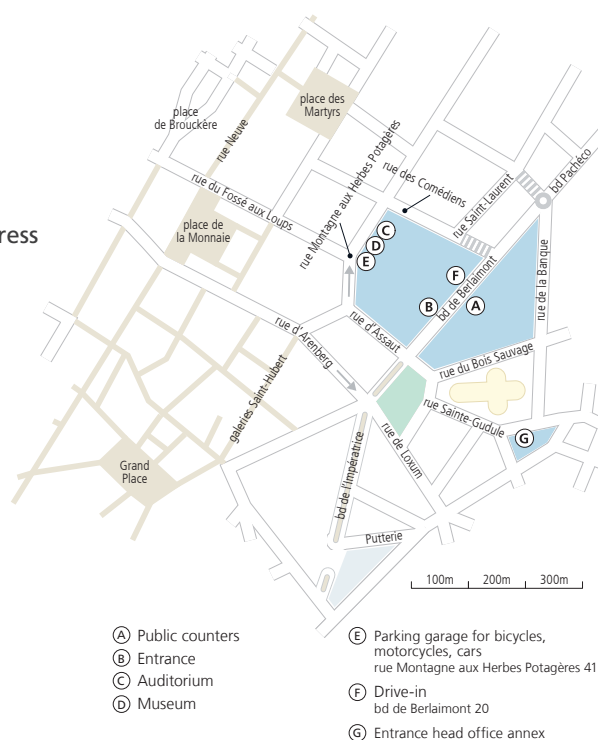 ress
place
de Brouckère
place des
Martyrs
rue Neuve
rue Montagne aux Herbes Potagères
rue des Comédiens
rue Saint-Laurent
bd Pachéco
rue du Fossé aux Loups
place de
la Monnaie
C
D
E
F
B
A
bd de Berlaimont
rue de la Banque
rue d'Assaut
rue d'Arenberg
rue du Bois Sauvage
galeries Saint-Hubert
rue Sainte-Gudule
G
rue de Loxum
bd de l'Impératrice
Grand
Place
Putterie
100m 200m 300m
A Public counters
B Entrance
C Auditorium
D Museum
E Parking garage for bicycles,
motorcycles, cars
rue Montagne aux Herbes Potagères 41
F Drive-in
bd de Berlaimont 20
G Entrance head office annex